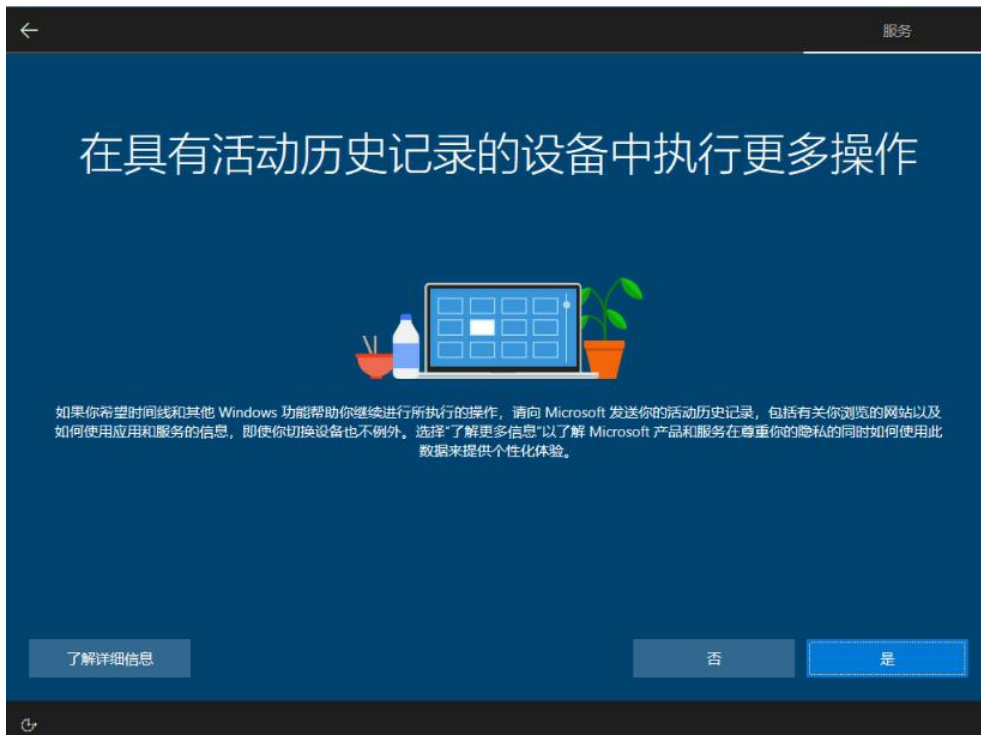 服务
在具有活动历史记录的设备中执行更多操作
如果你希望时间线和其他 Windows 功能帮助你继续进行所执行的操作，请向 Microsoft 发送你的活动历史记录，包括有关你浏览的网站以及
如何使用应用和服务的信息，即使你切换设备也不例外。选择"了解更多信息"以了解 Microsoft 产品和服务在尊重你的隐私的同时如何使用此
数据来提供个性化体验。
了解详细信息
否
是